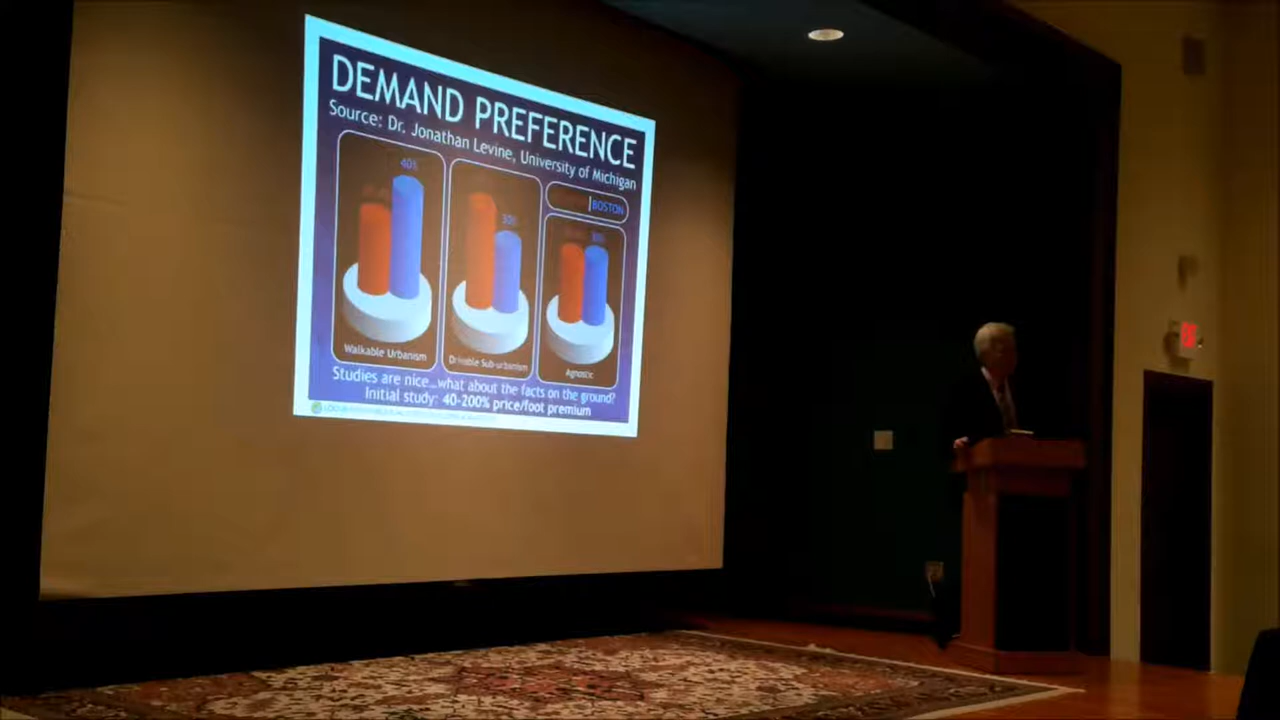 DEMAND PREFERENCE
Source: Dr. Jonathan Levine, University of Michigan
BOSTON
40%
30%
30%
Walkable Urbanism
Drivable Sub-urbanism
Agnostic
Studies are nice...what about the facts on the ground?
Initial study: 40-200% price/foot premium